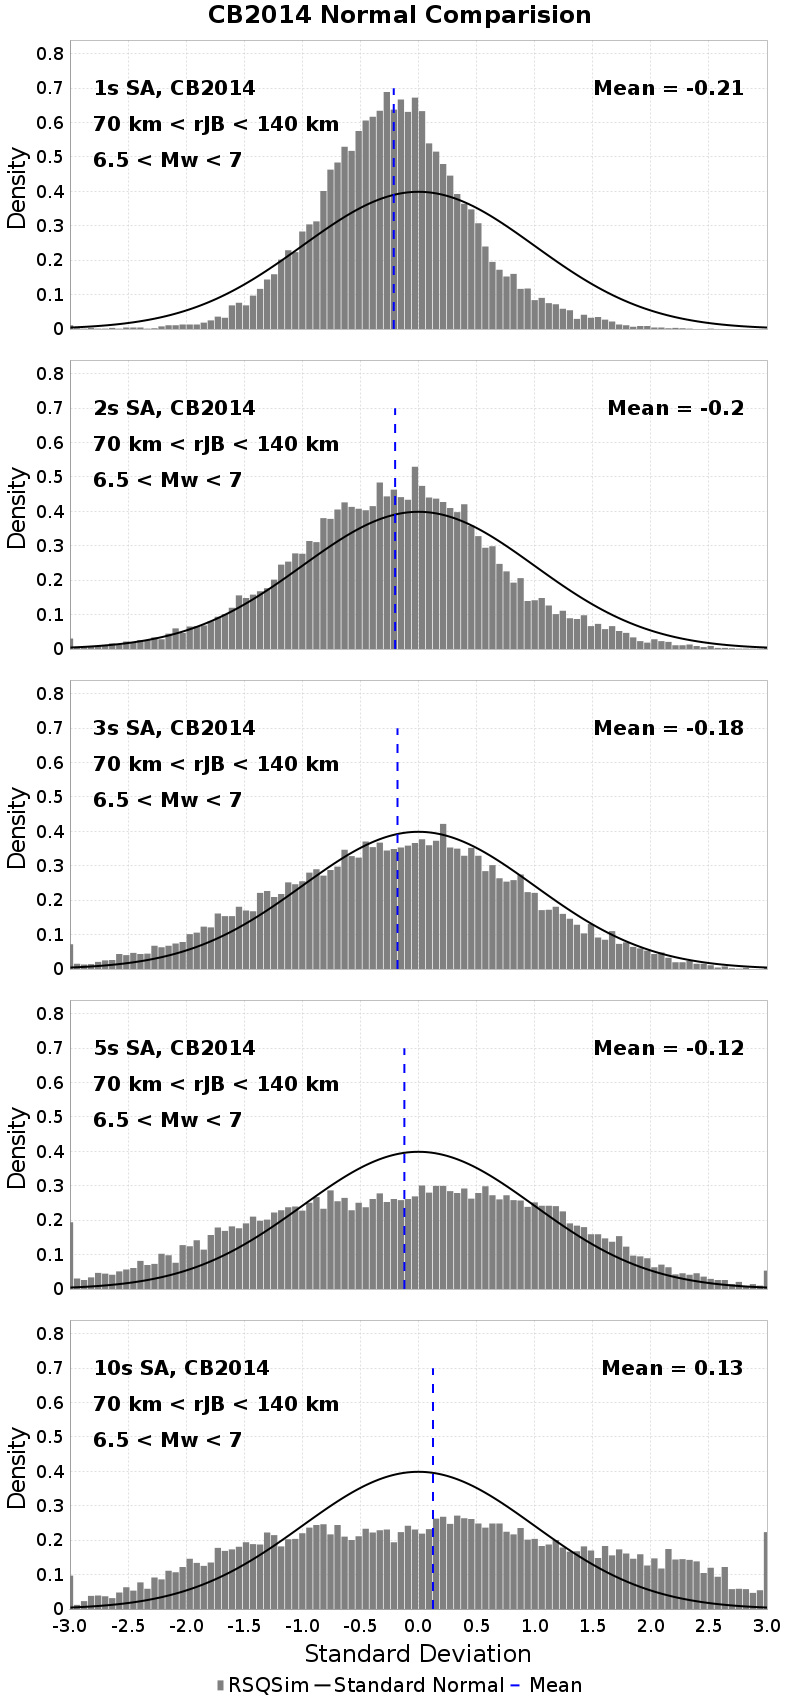 CB2014 Normal Comparision
0.8
0.7
0.6
0.5
0.4
0.3
0.2
0.1
0
Density
1s SA, CB2014
Mean = -0.21
70 km < rJB < 140 km
6.5 < Mw < 7
0.8
0.7
0.6
0.5
0.4
0.3
0.2
0.1
0
Density
2s SA, CB2014
Mean = -0.2
70 km < rJB < 140 km
6.5 < Mw < 7
0.8
0.7
0.6
0.5
0.4
0.3
0.2
0.1
0
Density
3s SA, CB2014
Mean = -0.18
70 km < rJB < 140 km
6.5 < Mw < 7
0.8
0.7
0.6
0.5
0.4
0.3
0.2
0.1
0
Density
5s SA, CB2014
Mean = -0.12
70 km < rJB < 140 km
6.5 < Mw < 7
0.8
0.7
0.6
0.5
0.4
0.3
0.2
0.1
0
Density
10s SA, CB2014
Mean = 0.13
70 km < rJB < 140 km
6.5 < Mw < 7
-3.0 -2.5 -2.0 -1.5 -1.0 -0.5 0.0 0.5 1.0 1.5 2.0 2.5 3.0
Standard Deviation
RSQSim Standard Normal Mean